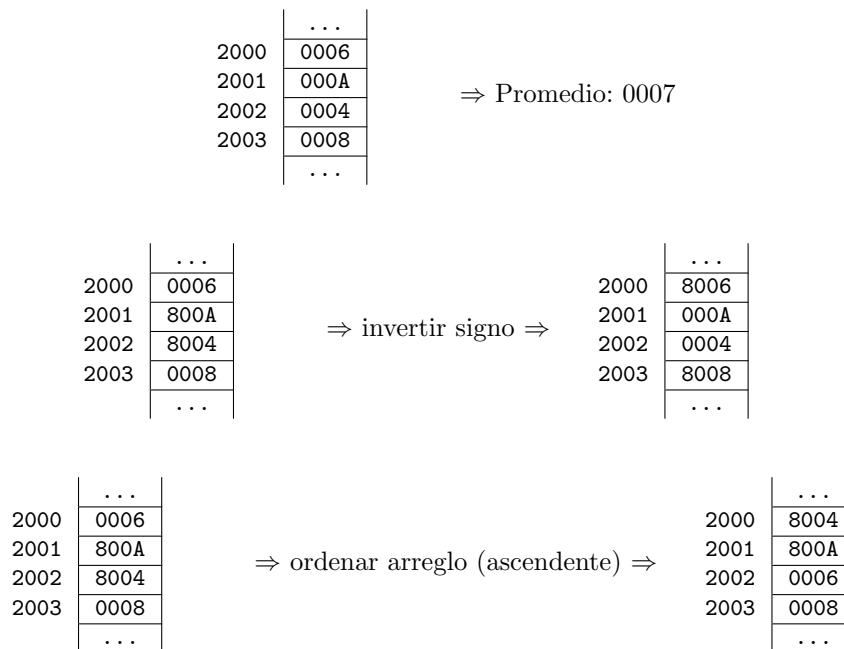 ...
2000 0006
2001 000A
⇒ Promedio: 0007
2002 0004
2003 0008
...
... ...
2000 0006 2000 8006
2001 800A 2001 000A
⇒ invertir signo ⇒
2002 8004 2002 0004
2003 0008 2003 8008
... ...
... ...
2000 0006 2000 8004
2001 800A 2001 800A
⇒ ordenar arreglo (ascendente) ⇒
2002 8004 2002 0006
2003 0008 2003 0008
... ...